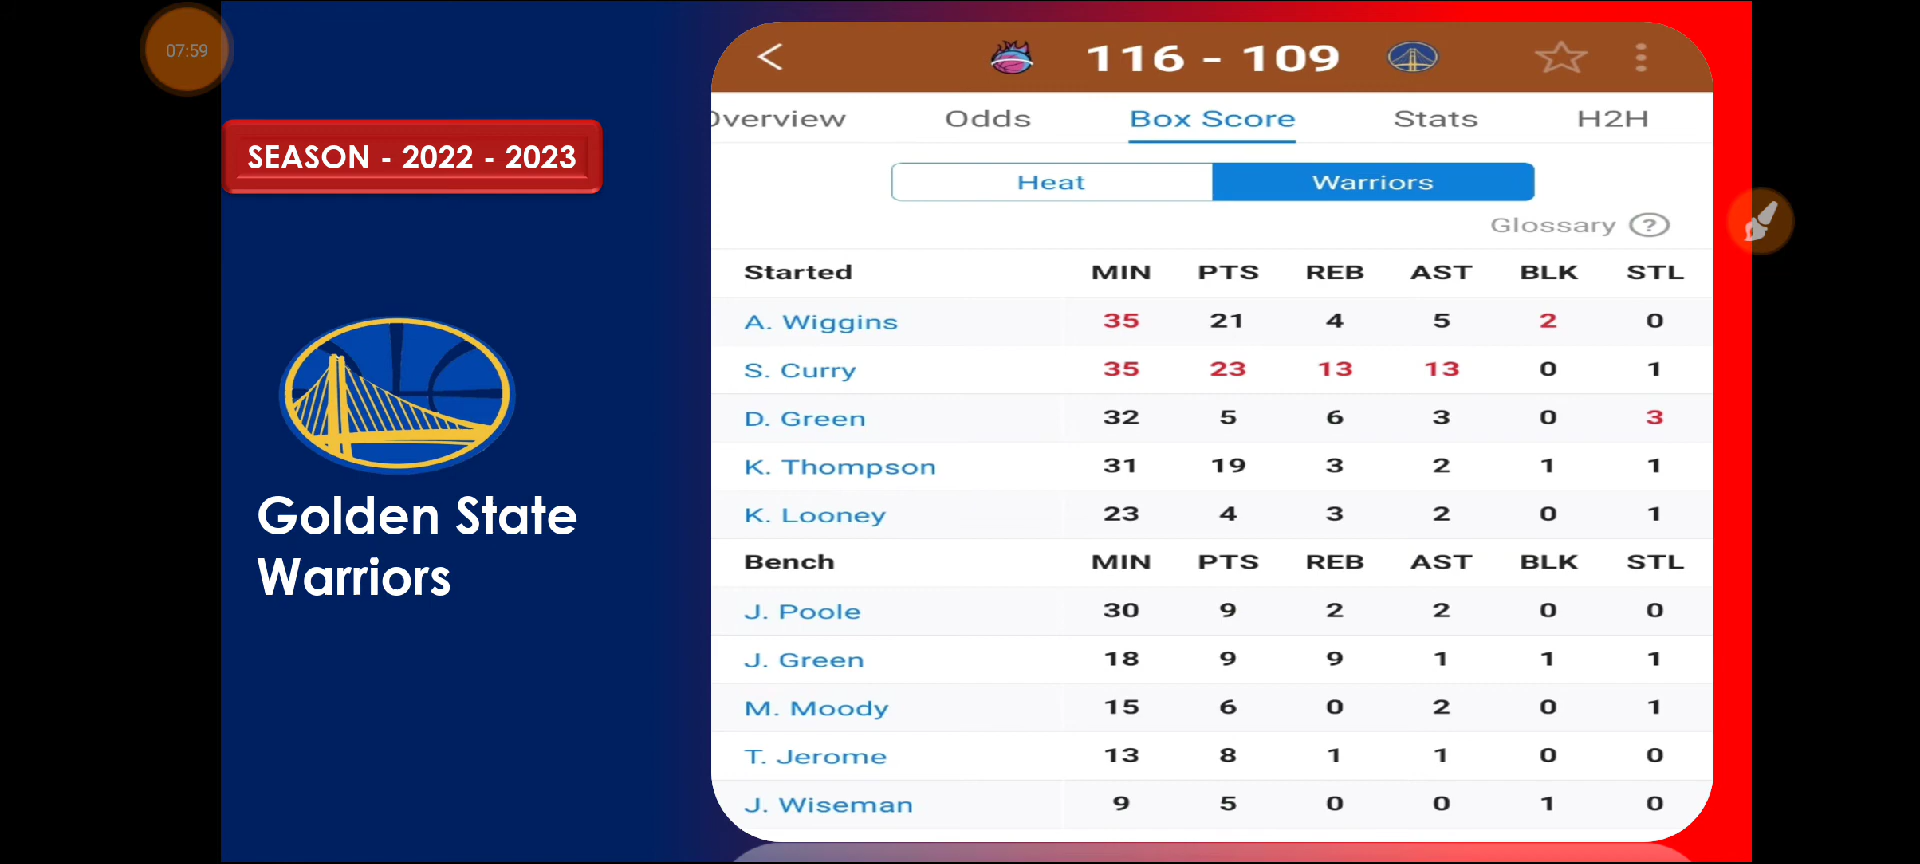 07:59
SEASON - 2022 - 2023
Golden State
Warriors
116 - 109
Overview Odds Box Score Stats H2H
Heat Warriors
Glossary ?
Started MIN PTS REB AST BLK STL
A. Wiggins 35 21 4 5 2 0
S. Curry 35 23 13 13 0 1
D. Green 32 5 6 3 0 3
K. Thompson 31 19 3 2 1 1
K. Looney 23 4 3 2 0 1
Bench MIN PTS REB AST BLK STL
J. Poole 30 9 2 2 0 0
J. Green 18 9 9 1 1 1
M. Moody 15 6 0 2 0 1
T. Jerome 13 8 1 1 0 0
J. Wiseman 9 5 0 0 1 0